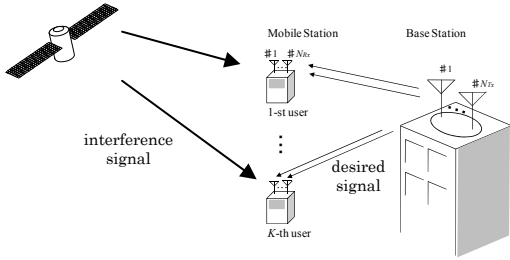 Mobile Station
Base Station
#1 #NRx
#1
#NTx
1-st user
interference
signal
desired
signal
K-th user